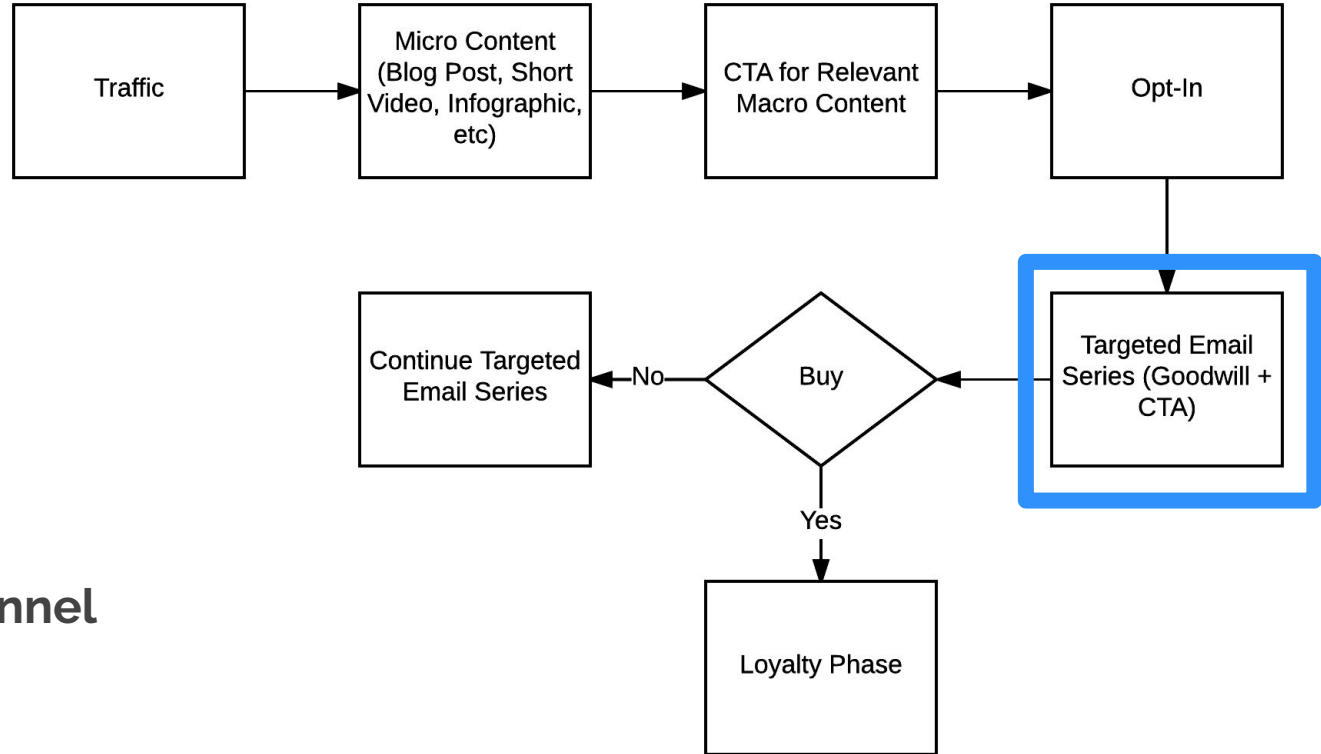 Traffic
Micro Content
(Blog Post, Short
Video, Infographic,
etc)
CTA for Relevant
Macro Content
Opt-In
Continue Targeted
Email Series
No
Buy
Targeted Email
Series (Goodwill +
CTA)
Yes
nnel
Loyalty Phase